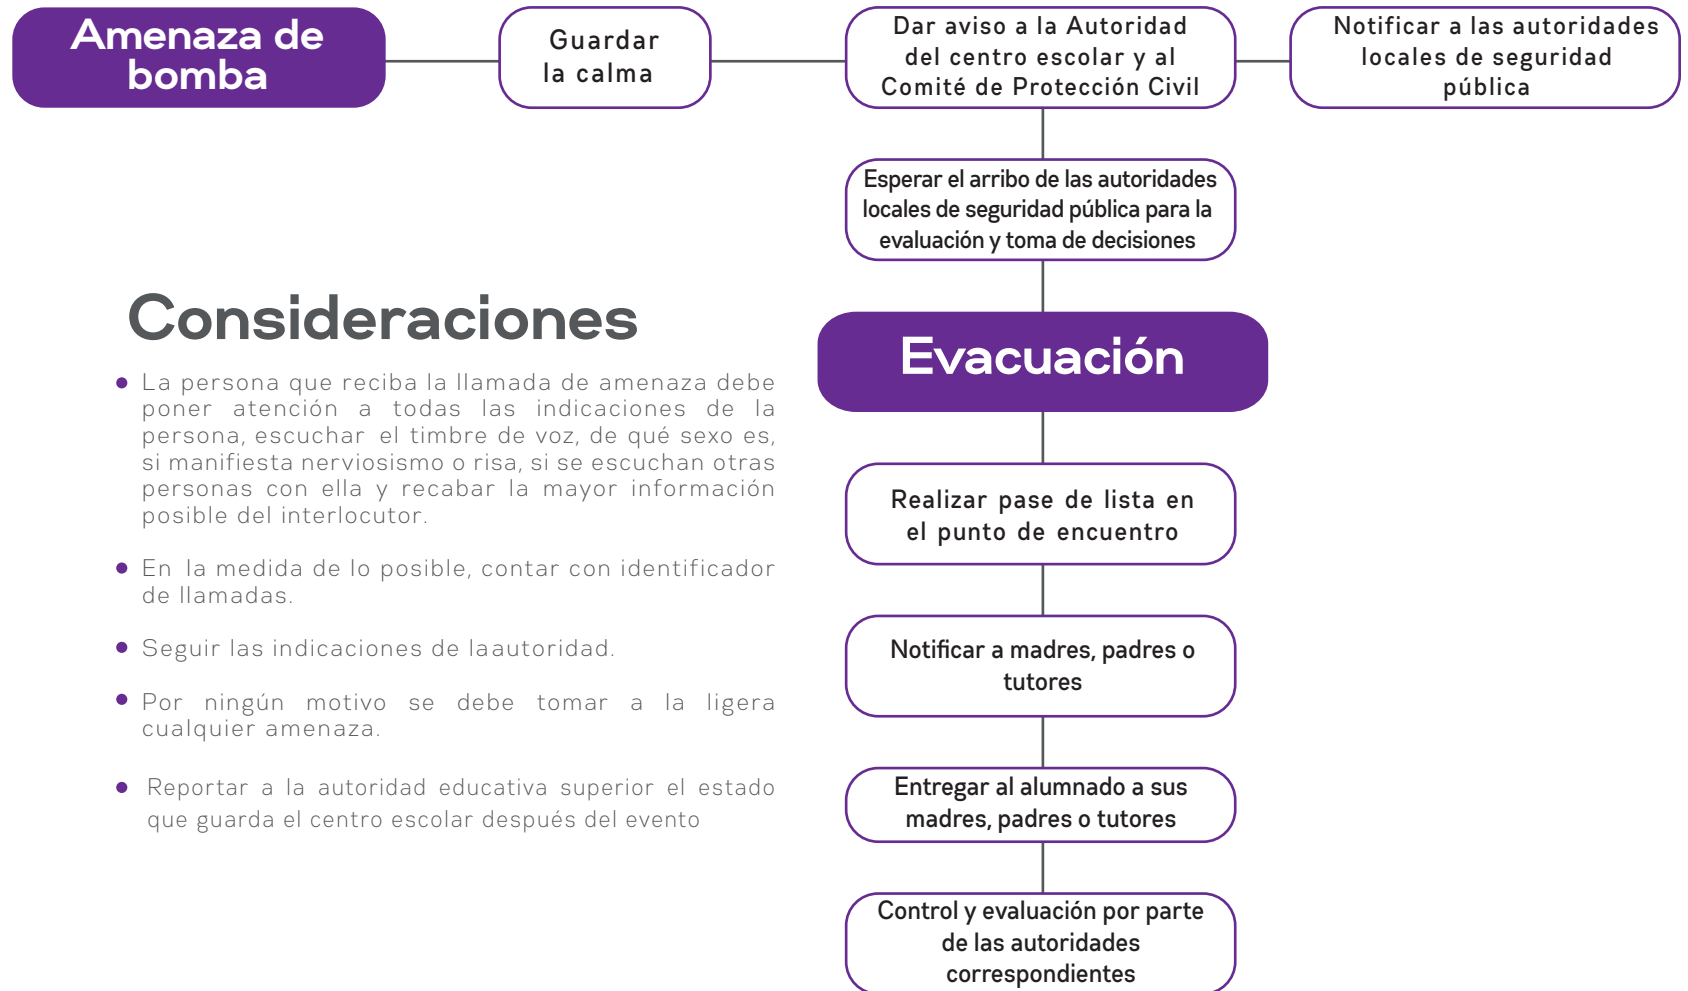 Amenaza de
bomba
Guardar
la calma
Dar aviso a la Autoridad
del centro escolar y al
Comité de Protección Civil
Notificar a las autoridades
locales de seguridad
pública
Esperar el arribo de las autoridades
locales de seguridad pública para la
evaluación y toma de decisiones
Evacuación
Realizar pase de lista en
el punto de encuentro
Notificar a madres, padres o
tutores
Entregar al alumnado a sus
madres, padres o tutores
Control y evaluación por parte
de las autoridades
correspondientes
Consideraciones
La persona que reciba la llamada de amenaza debe
poner atención a todas las indicaciones de la
persona, escuchar el timbre de voz, de qué sexo es,
si manifiesta nerviosismo o risa, si se escuchan otras
personas con ella y recabar la mayor información
posible del interlocutor.
En la medida de lo posible, contar con identificador
de llamadas.
Seguir las indicaciones de laautoridad.
Por ningún motivo se debe tomar a la ligera
cualquier amenaza.
Reportar a la autoridad educativa superior el estado
que guarda el centro escolar después del evento